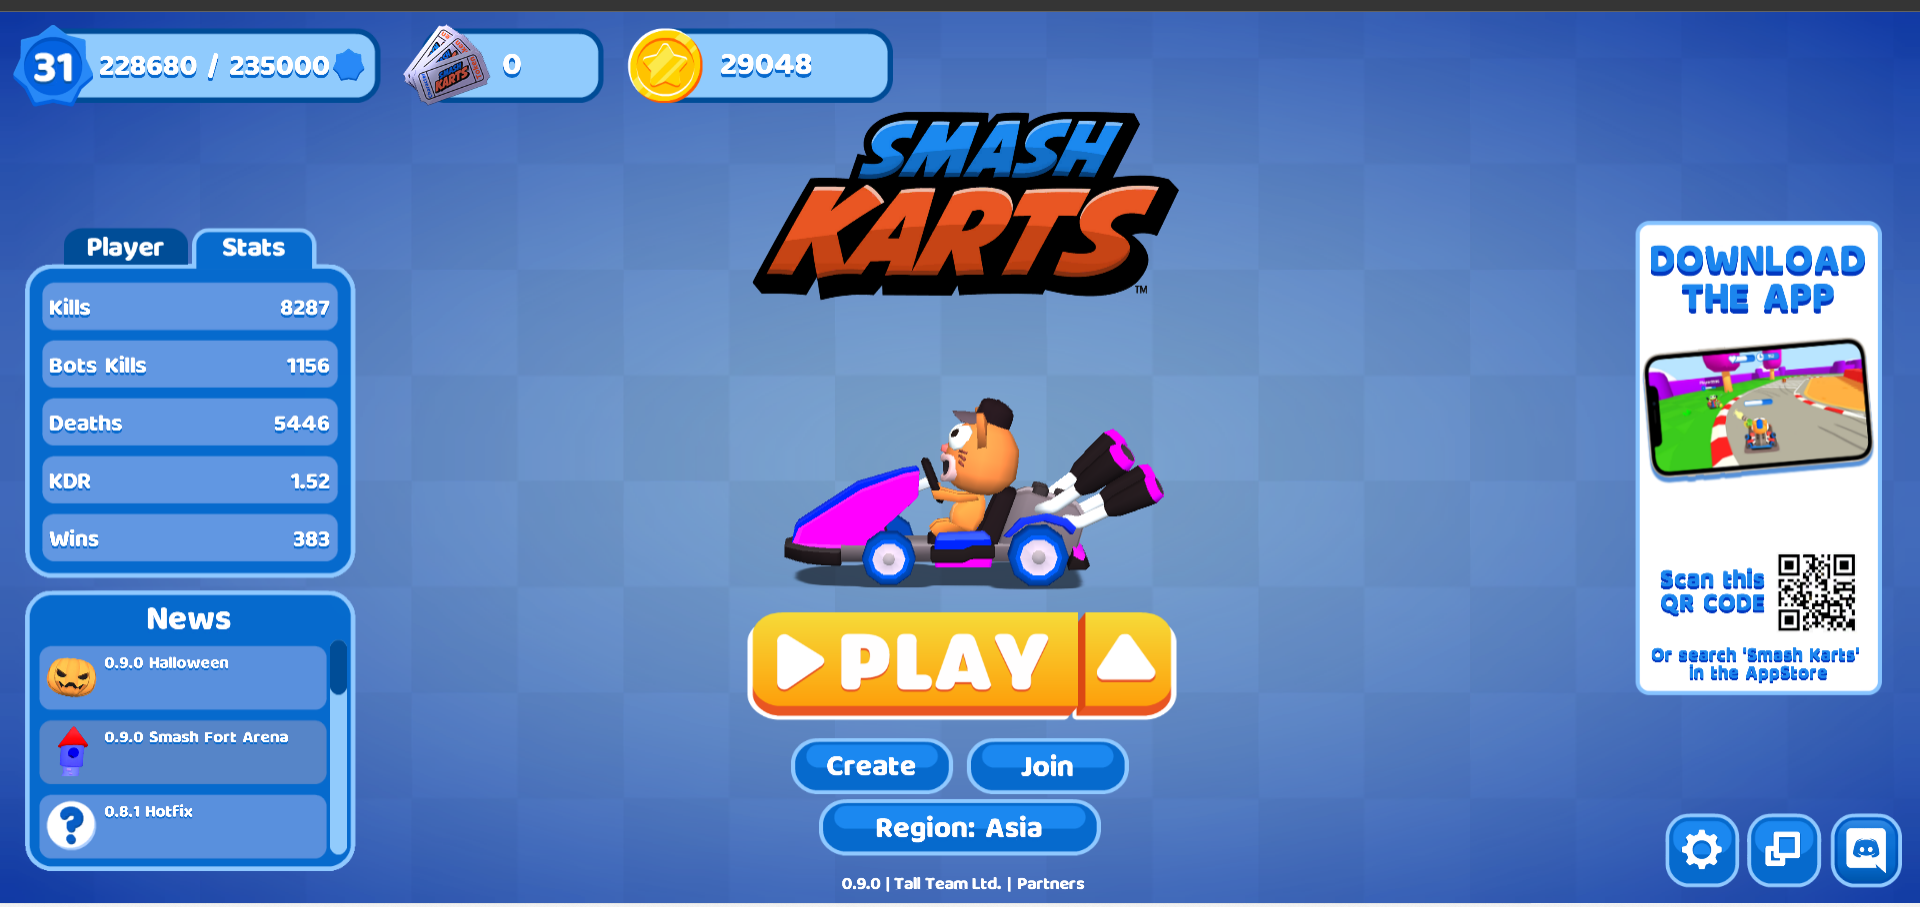 31
228680 / 235000
0
29048
SMASH
KARTS
TM
Player
Stats
Kills 8287
Bots Kills 1156
Deaths 5446
KDR 1.52
Wins 383
News
0.9.0 Halloween
0.9.0 Smash Fort Arena
0.8.1 Hotfix
PLAY
Create
Join
Region: Asia
0.9.0 | Tall Team Ltd. | Partners
DOWNLOAD
THE APP
Scan this
QR CODE
Or search 'Smash Karts'
in the AppStore